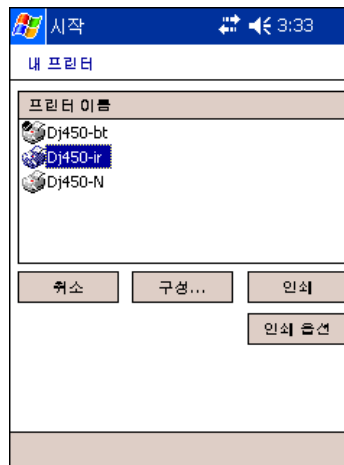 시작 3:33
내 프린터
프린터 이름
Dj450-bt
Dj450-ir
Dj450-N
취소 구성... 인쇄
인쇄 옵션